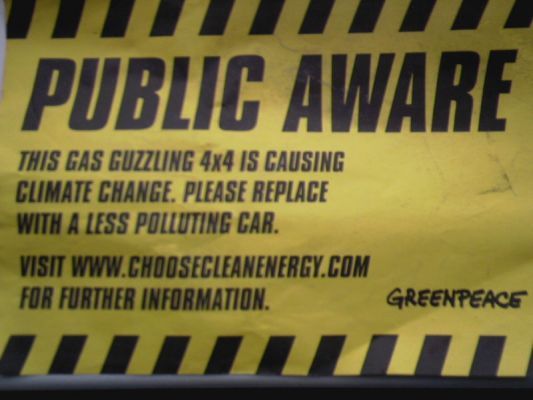 PUBLIC AWARE
THIS GAS GUZZLING 4x4 IS CAUSING
CLIMATE CHANGE. PLEASE REPLACE
WITH A LESS POLLUTING CAR.
VISIT WWW.CHOOSECLEANENERGY.COM
FOR FURTHER INFORMATION.
GREENPEACE